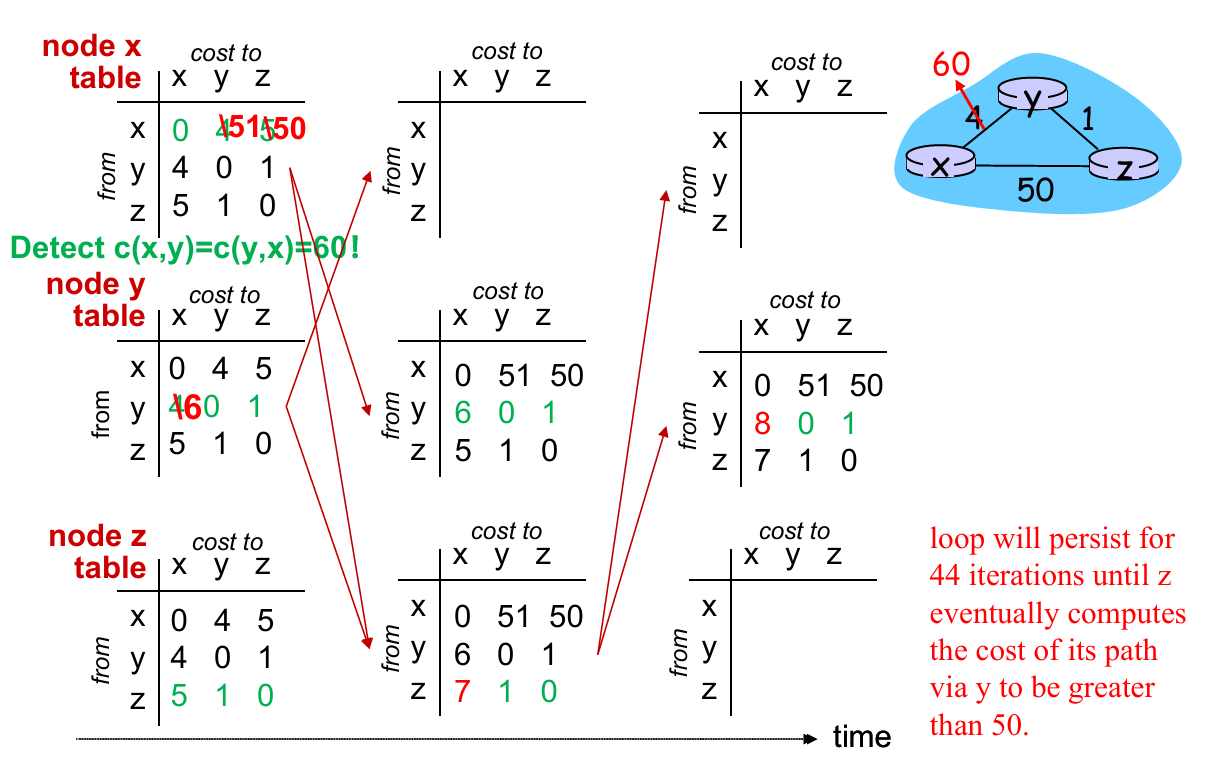 node x
table
cost to
x y z
from
x 0 4\51 5\50
y 4 0 1
z 5 1 0
cost to
x y z
from
x
y
z
cost to
x y z
from
x
y
z
60
y
4
1
x
z
50
Detect c(x,y)=c(y,x)=60!
node y
table
cost to
x y z
from
x 0 4 5
y 4\6 0 1
z 5 1 0
cost to
x y z
from
x 0 51 50
y 6 0 1
z 5 1 0
cost to
x y z
from
x 0 51 50
y 8 0 1
z 7 1 0
node z
table
cost to
x y z
from
x 0 4 5
y 4 0 1
z 5 1 0
cost to
x y z
from
x 0 51 50
y 6 0 1
z 7 1 0
cost to
x y z
from
x
y
z
loop will persist for
44 iterations until z
eventually computes
the cost of its path
via y to be greater
than 50.
time